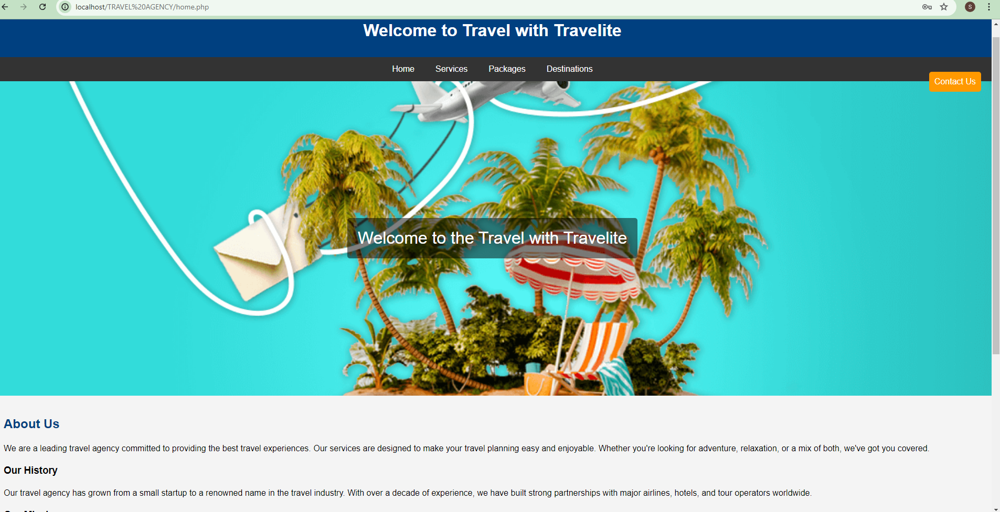 localhost/TRAVEL%20AGENCY/home.php
S
Welcome to Travel with Travelite
Home Services Packages Destinations
Contact Us
Welcome to the Travel with Travelite
About Us
We are a leading travel agency committed to providing the best travel experiences. Our services are designed to make your travel planning easy and enjoyable. Whether you're looking for adventure, relaxation, or a mix of both, we've got you covered.
Our History
Our travel agency has grown from a small startup to a renowned name in the travel industry. With over a decade of experience, we have built strong partnerships with major airlines, hotels, and tour operators worldwide.